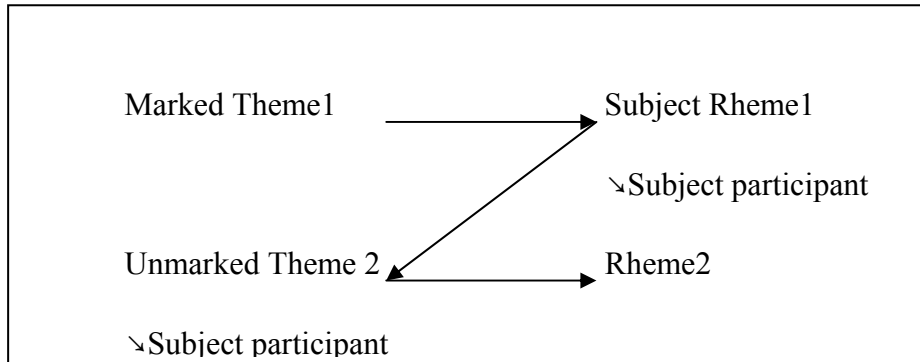 Marked Theme1 Subject Rheme1
↘Subject participant
Unmarked Theme 2 Rheme2
↘Subject participant